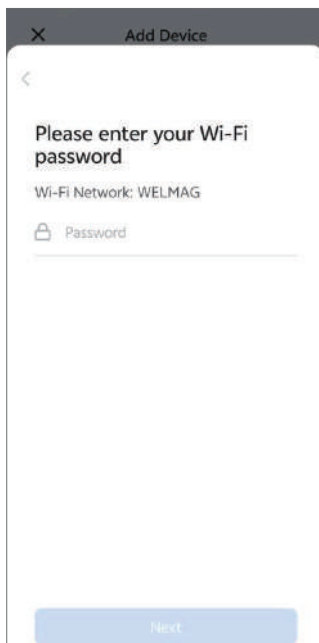 Add Device
Please enter your Wi-Fi
password
Wi-Fi Network: WELMAG
Password
Next